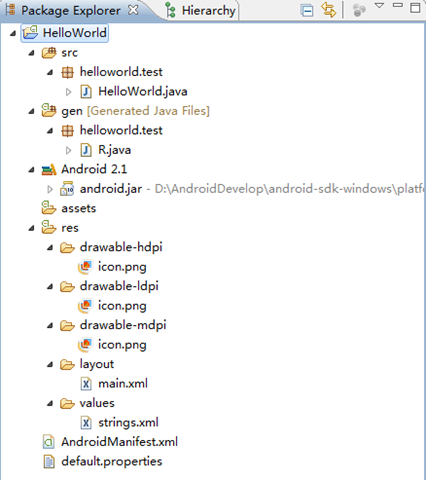 Package Explorer Hierarchy
HelloWorld
src
helloworld.test
HelloWorld.java
gen [Generated Java Files]
helloworld.test
R.java
Android 2.1
android.jar - D:\AndroidDevelop\android-sdk-windows\platf
assets
res
drawable-hdpi
icon.png
drawable-ldpi
icon.png
drawable-mdpi
icon.png
layout
main.xml
values
strings.xml
AndroidManifest.xml
default.properties